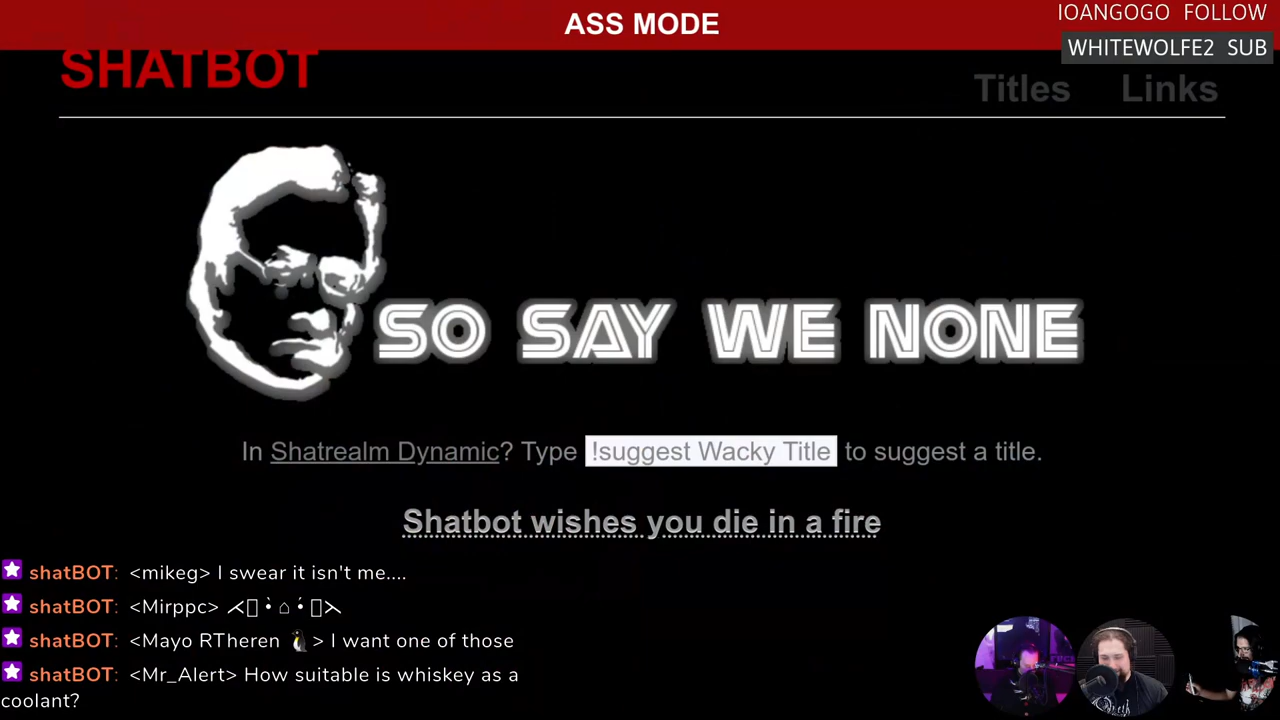 ASS MODE
IOANGOGO FOLLOW
WHITEWOLFE2 SUB
SHATBOT
Titles Links
SO SAY WE NONE
In Shatrealm Dynamic? Type !suggest Wacky Title to suggest a title.
Shatbot wishes you die in a fire
shatBOT: <mikeg> I swear it isn't me....
shatBOT: <Mirppc>
shatBOT: <Mayo RTheren 🐧> I want one of those
shatBOT: <Mr_Alert> How suitable is whiskey as a
coolant?